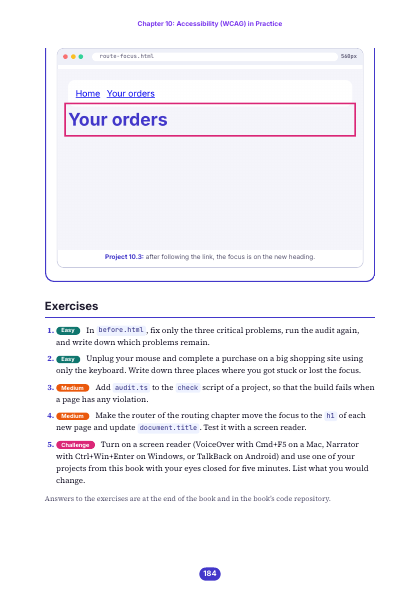 Chapter 10: Accessibility (WCAG) in Practice
route-focus.html
560px
Home Your orders
Your orders
Project 10.3: after following the link, the focus is on the new heading.
Exercises
1. Easy In before.html, fix only the three critical problems, run the audit again,
and write down which problems remain.
2. Easy Unplug your mouse and complete a purchase on a big shopping site using
only the keyboard. Write down three places where you got stuck or lost the focus.
3. Medium Add audit.ts to the check script of a project, so that the build fails when
a page has any violation.
4. Medium Make the router of the routing chapter move the focus to the h1 of each
new page and update document.title. Test it with a screen reader.
5. Challenge Turn on a screen reader (VoiceOver with Cmd+F5 on a Mac, Narrator
with Ctrl+Win+Enter on Windows, or TalkBack on Android) and use one of your
projects from this book with your eyes closed for five minutes. List what you would
change.
Answers to the exercises are at the end of the book and in the book's code repository.
184